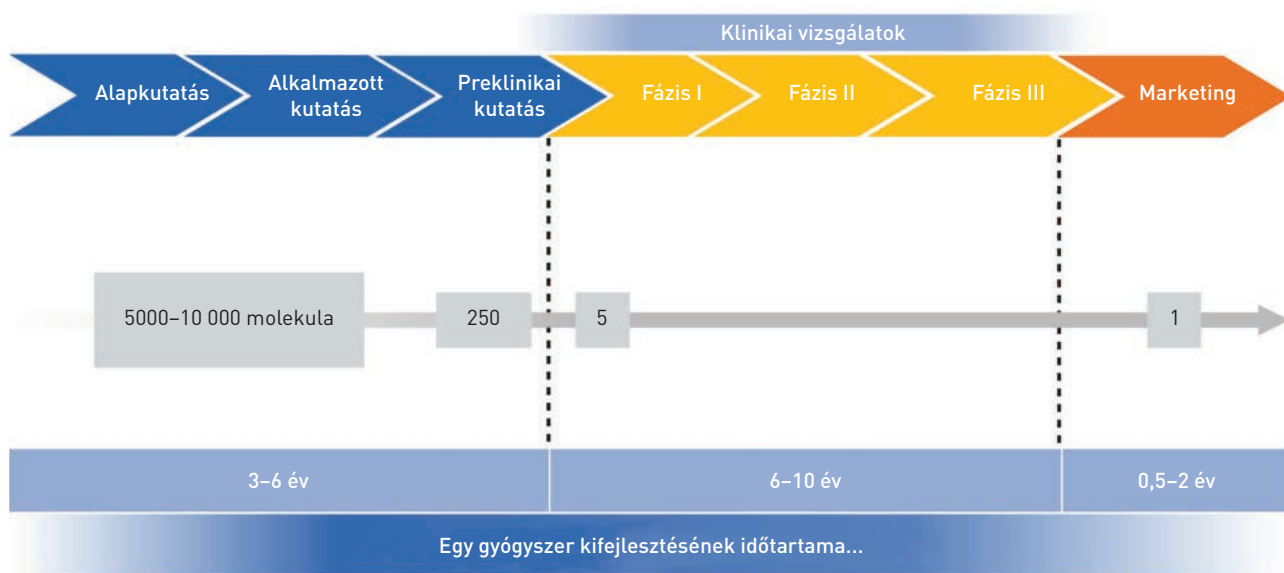 Klinikai vizsgálatok
Alapkutatás
Alkalmazott
kutatás
Preklinikai
kutatás
Fázis I
Fázis II
Fázis III
Marketing
5000–10 000 molekula
250
5
1
3–6 év
6–10 év
0,5–2 év
Egy gyógyszer kifejlesztésének időtartama...